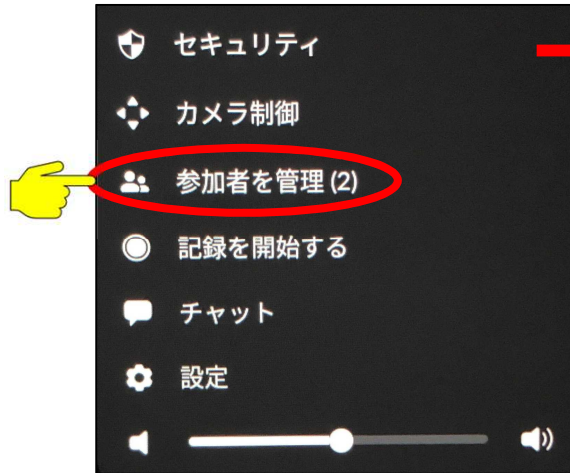 セキュリティ
カメラ制御
参加者を管理 (2)
記録を開始する
チャット
設定